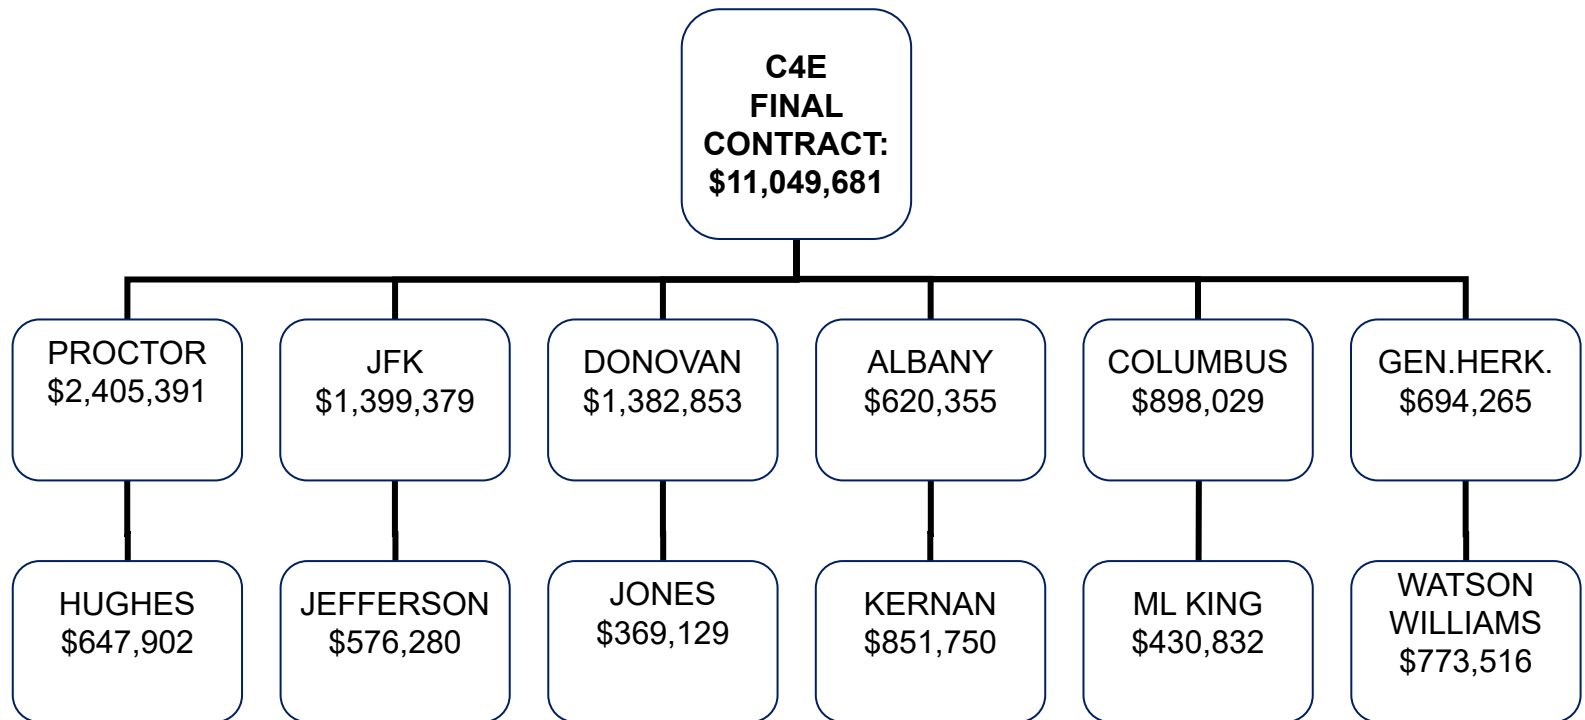 C4E
FINAL
CONTRACT:
$11,049,681
PROCTOR
$2,405,391
JFK
$1,399,379
DONOVAN
$1,382,853
ALBANY
$620,355
COLUMBUS
$898,029
GEN.HERK.
$694,265
HUGHES
$647,902
JEFFERSON
$576,280
JONES
$369,129
KERNAN
$851,750
ML KING
$430,832
WATSON
WILLIAMS
$773,516